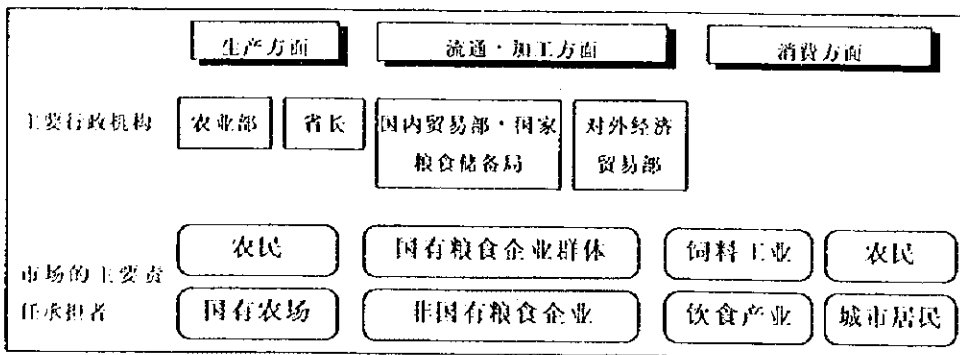 生产方面 流通·加工方面 消费方面
主要行政机构 农业部 省长 国内贸易部·国家粮食储备局 对外经济贸易部
农民 国有粮食企业群体 饲料工业 农民
市场的主要责任承担者
国有农场 非国有粮食企业 饮食产业 城市居民